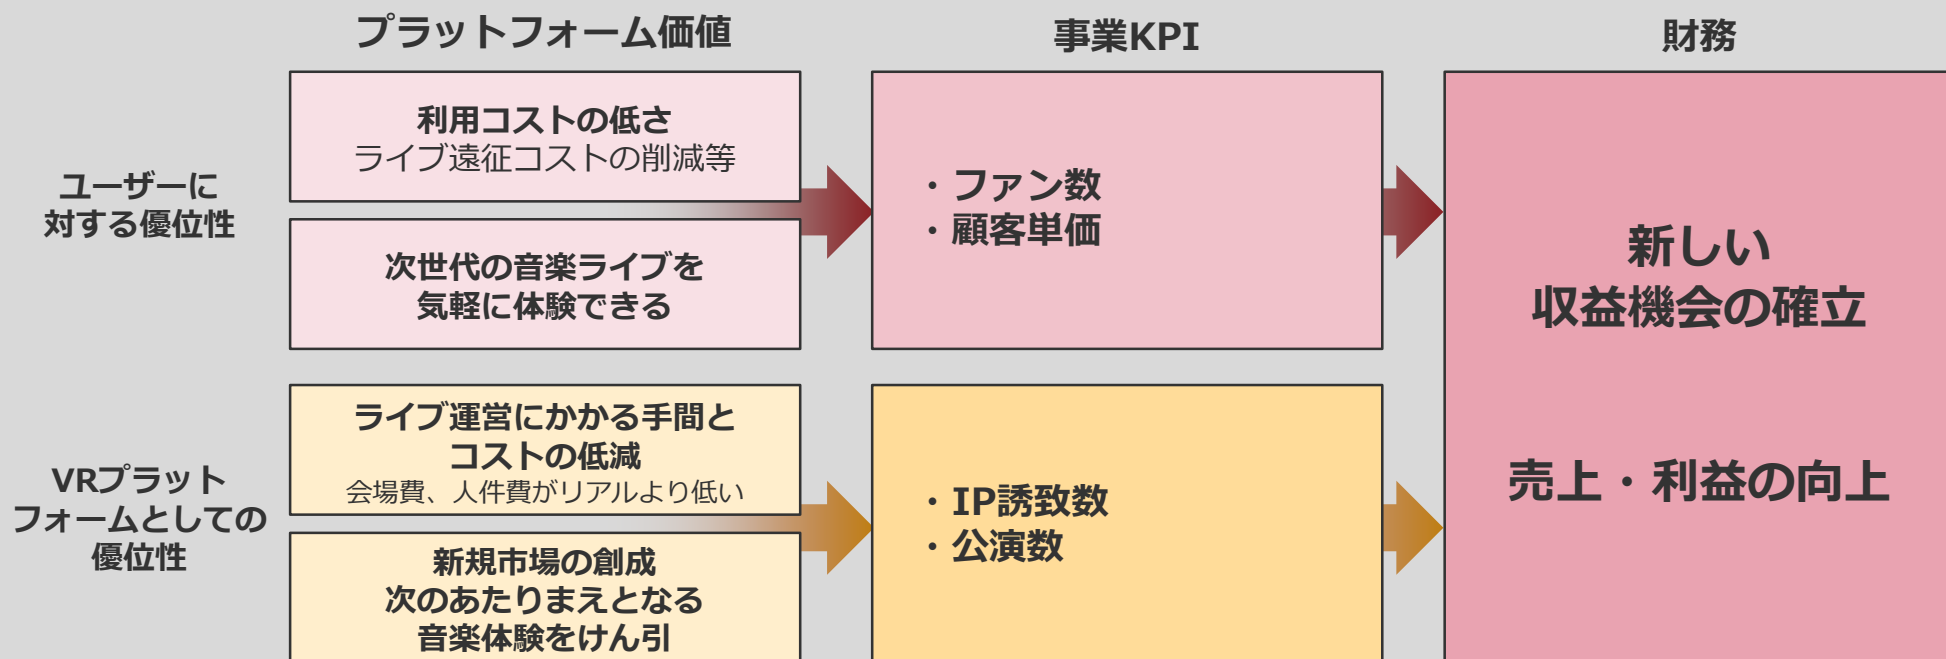 プラットフォーム価値
事業KPI
財務
ユーザーに
対する優位性
利用コストの低さ
ライブ遠征コストの削減等
次世代の音楽ライブを
気軽に体験できる
・ファン数
・顧客単価
新しい
収益機会の確立
売上・利益の向上
VRプラット
フォームとしての
優位性
ライブ運営にかかる手間と
コストの低減
会場費、人件費がリアルより低い
新規市場の創成
次のあたりまえとなる
音楽体験をけん引
・IP誘致数
・公演数